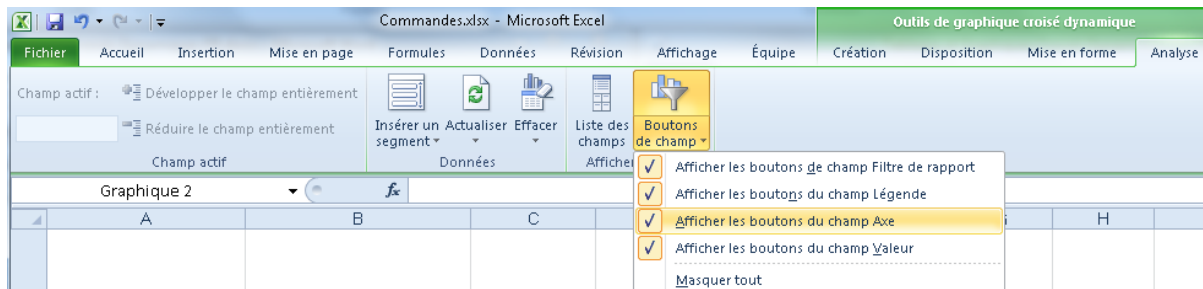 Commandes.xlsx - Microsoft Excel
Outils de graphique croisé dynamique
Fichier Accueil Insertion Mise en page Formules Données Révision Affichage Équipe Création Disposition Mise en forme Analyse
Champ actif : Développer le champ entièrement
Réduire le champ entièrement
Insérer un segment Actualiser Effacer
Liste des champs Boutons de champ
Champ actif Données Afficher
Afficher les boutons de champ Filtre de rapport
Graphique 2 fx
Afficher les boutons du champ Légende
A B C H
Afficher les boutons du champ Axe
Afficher les boutons du champ Valeur
Masquer tout